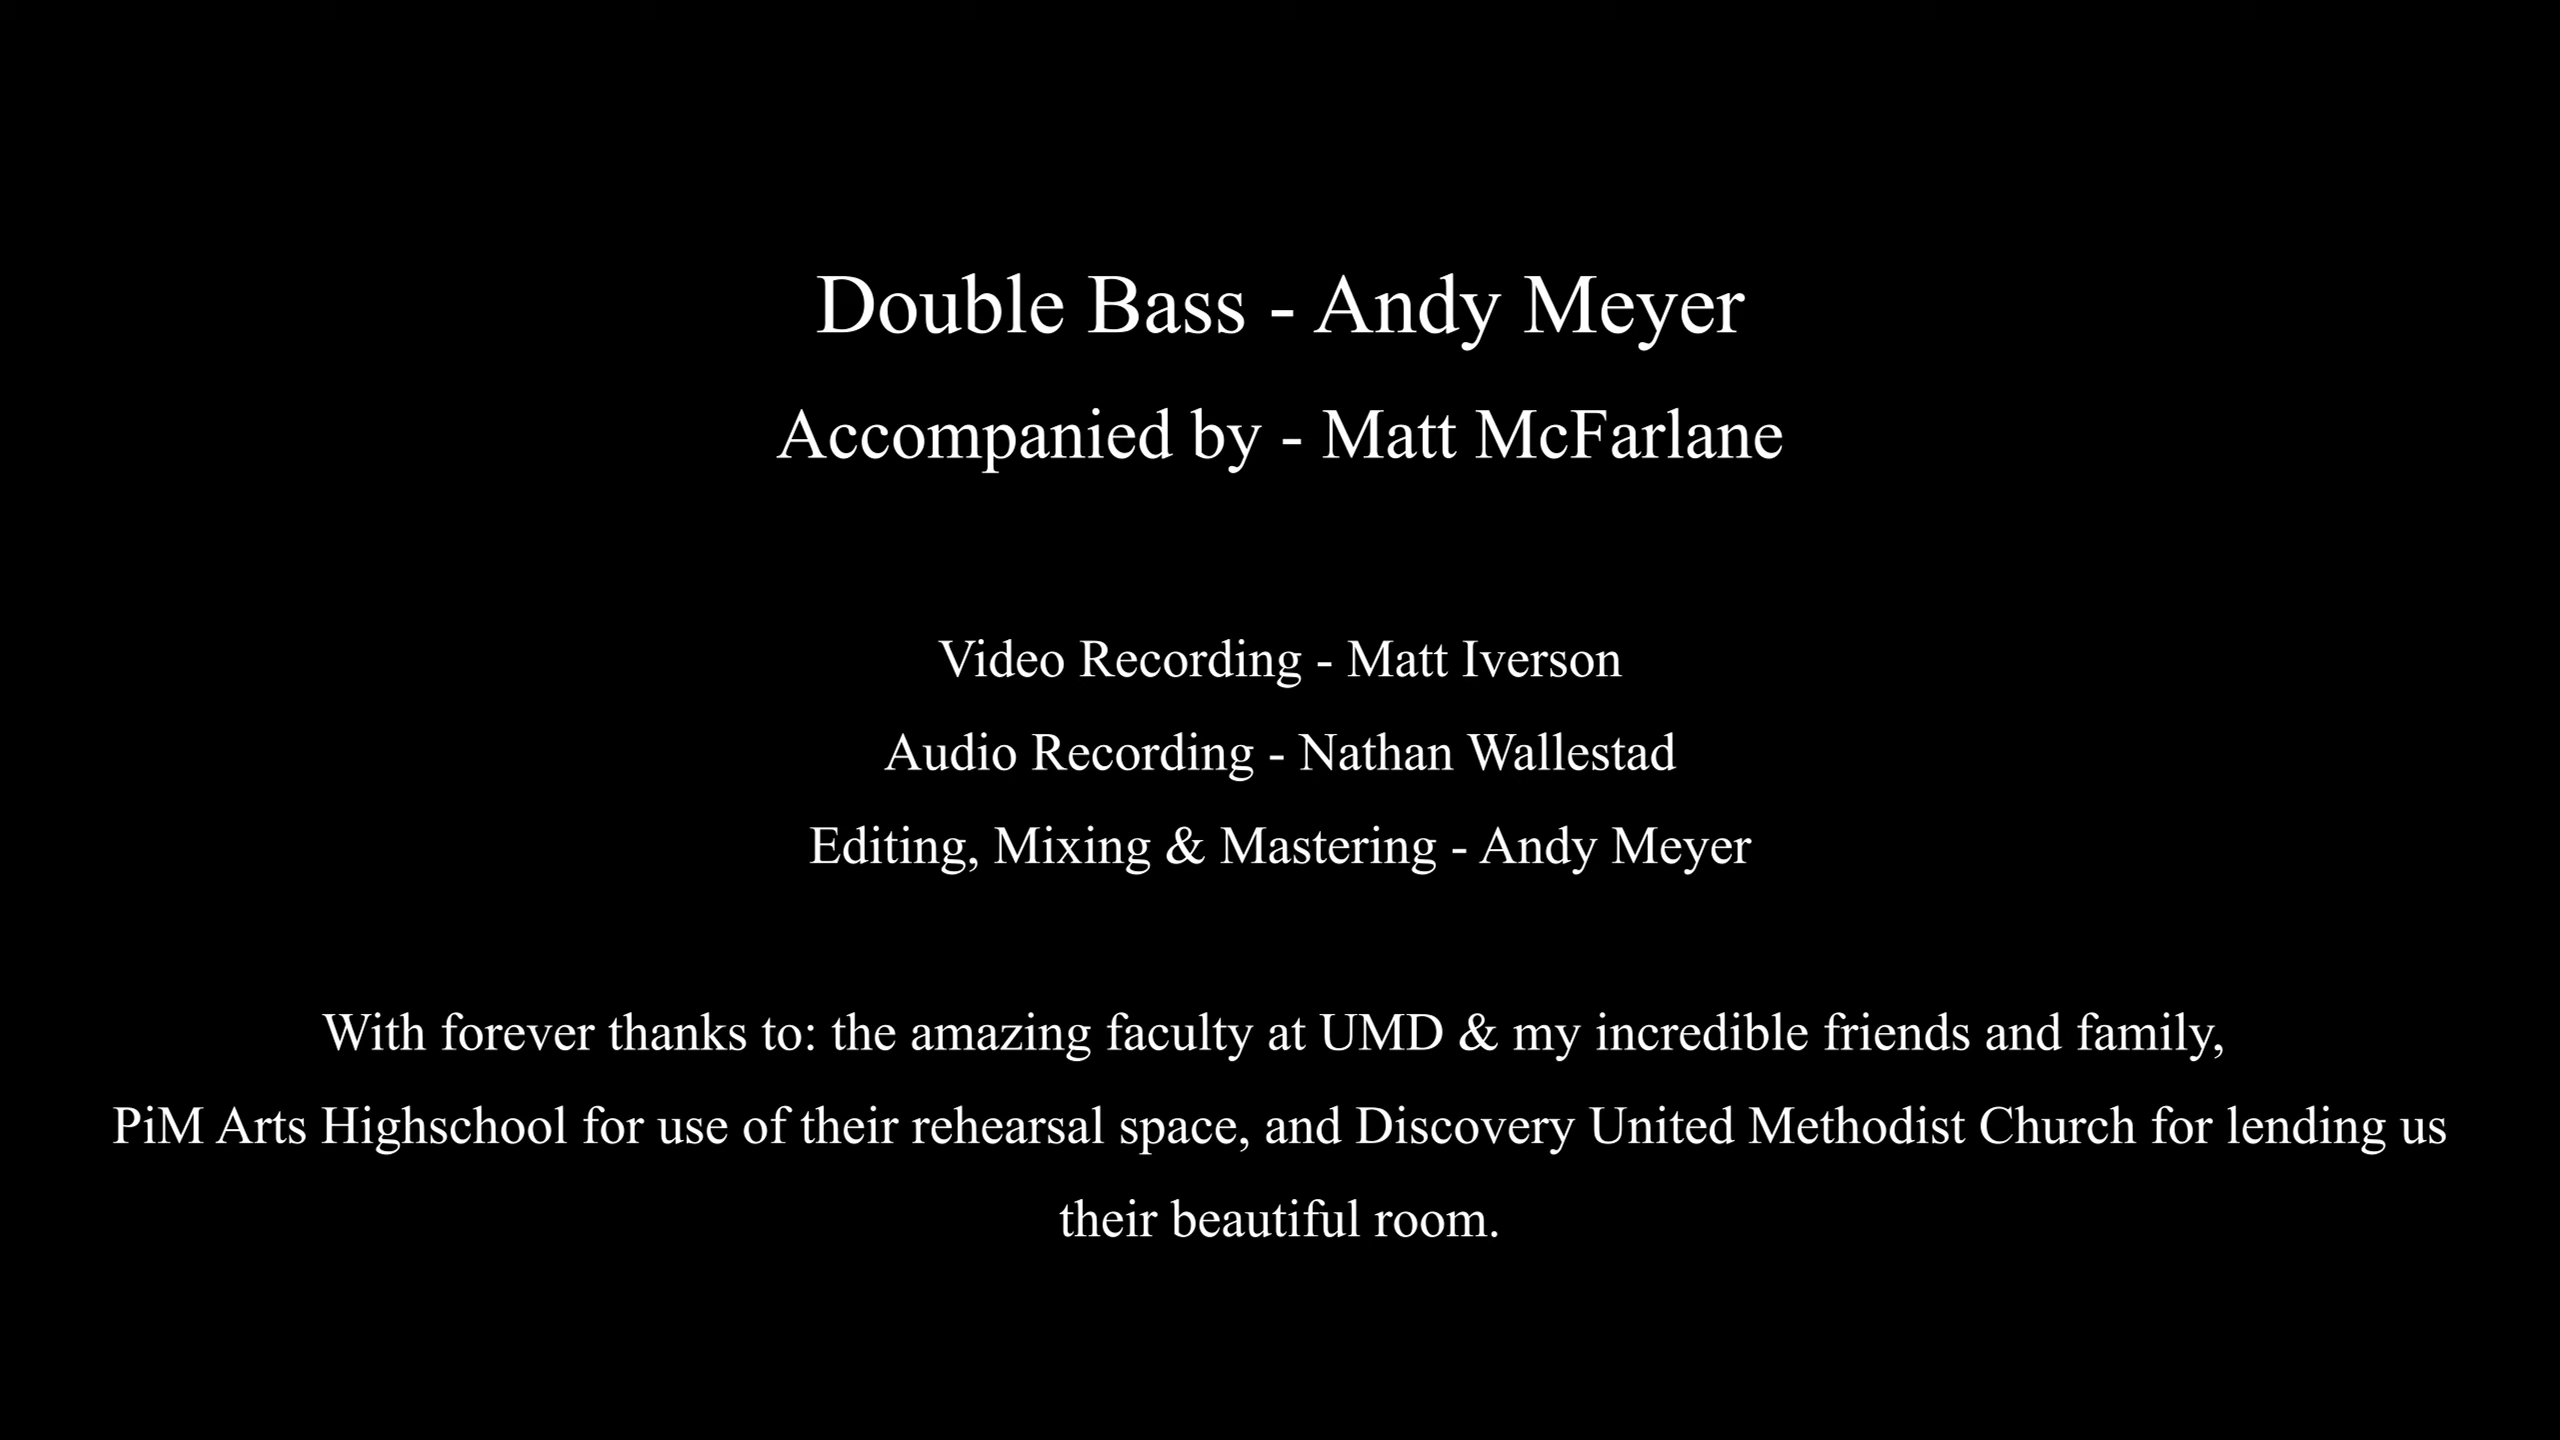 Double Bass - Andy Meyer
Accompanied by - Matt McFarlane
Video Recording - Matt Iverson
Audio Recording - Nathan Wallestad
Editing, Mixing & Mastering - Andy Meyer
With forever thanks to: the amazing faculty at UMD & my incredible friends and family,
PiM Arts Highschool for use of their rehearsal space, and Discovery United Methodist Church for lending us
their beautiful room.